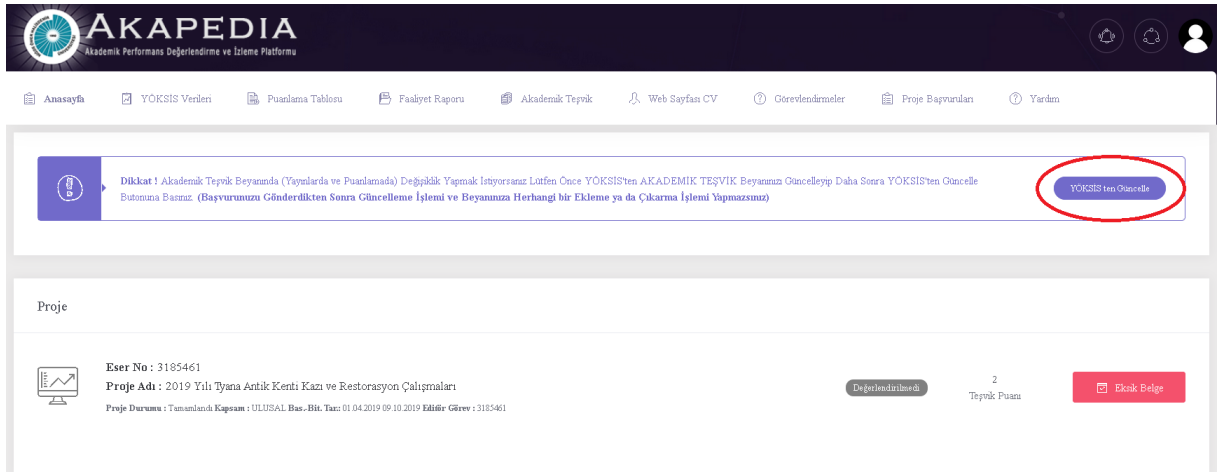 AKAPEDIA
Akademik Performans Değerlendirme ve İzleme Platformu
Anasayfa YÖKSİS Verileri Puanlama Tablosu Faaliyet Raporu Akademik Teşvik Web Sayfası CV Görevlendirmeler Proje Başvuruları Yardım
Dikkat ! Akademik Teşvik Beyanında (Yayınlarda ve Puanlamada) Değişiklik Yapmak İstiyorsanız Lütfen Önce YÖKSİS'ten AKADEMİK TEŞVİK Beyanınızı Güncelleyip Daha Sonra YÖKSİS'ten Güncelle
Butonuna Basınız. (Başvurunuzu Gönderdikten Sonra Güncelleme İşlemi ve Beyanınıza Herhangi bir Ekleme ya da Çıkarma İşlemi Yapmazsınız)
YÖKSİS ten Güncelle
Proje
Eser No : 3185461
Proje Adı : 2019 Yılı Tyana Antik Kenti Kazı ve Restorasyon Çalışmaları
Proje Durumu : Tamamlandı Kapsam : ULUSAL Bas.-Bit. Tar.: 01.04.2019 09.10.2019 Editör Görev : 3185461
Değerlendirilmedi
2
Teşvik Puanı
Eksik Belge